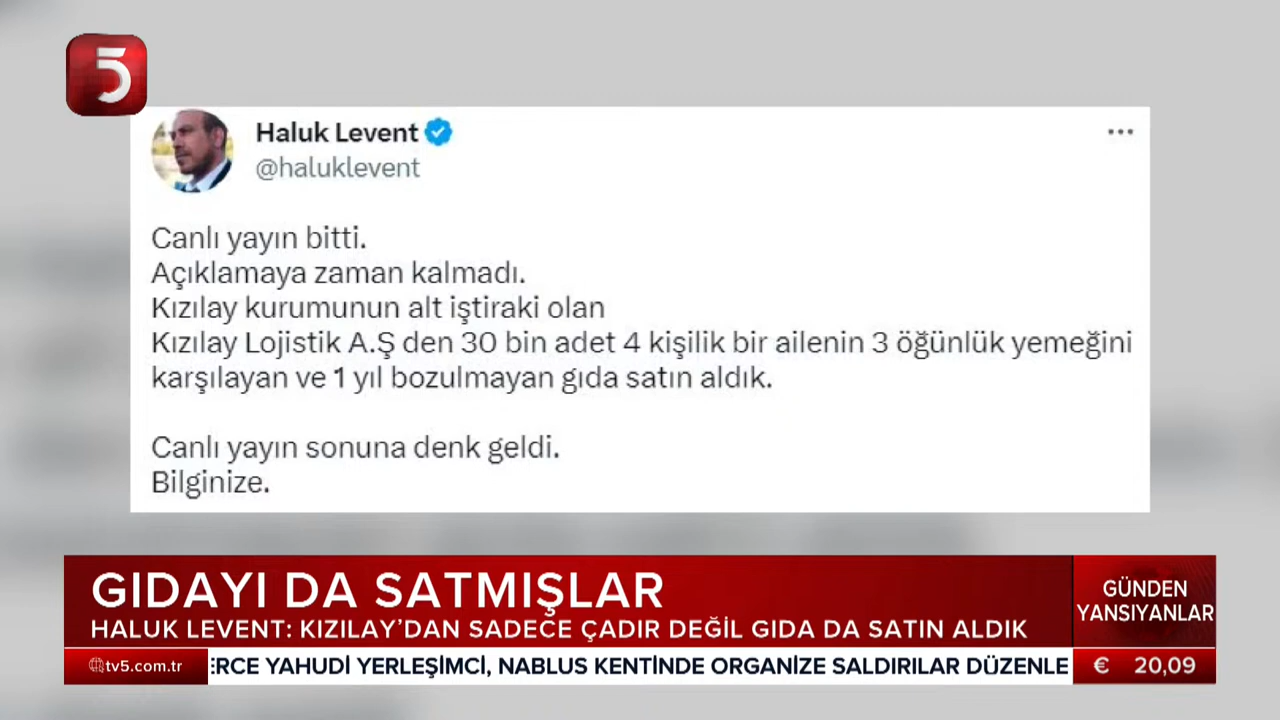 5
Haluk Levent
@haluklevent
Canlı yayın bitti.
Açıklamaya zaman kalmadı.
Kızılay kurumunun alt iştiraki olan
Kızılay Lojistik A.Ş den 30 bin adet 4 kişilik bir ailenin 3 öğünlük yemeğini
karşılayan ve 1 yıl bozulmayan gıda satın aldık.
Canlı yayın sonuna denk geldi.
Bilginize.
GIDAYI DA SATMIŞLAR
HALUK LEVENT: KIZILAY'DAN SADECE ÇADIR DEĞİL GIDA DA SATIN ALDIK
GÜNDEN
YANSIYANLAR
tv5.com.tr
ERCE YAHUDİ YERLEŞİMCİ, NABLUS KENTİNDE ORGANİZE SALDIRILAR DÜZENLE
€ 20,09